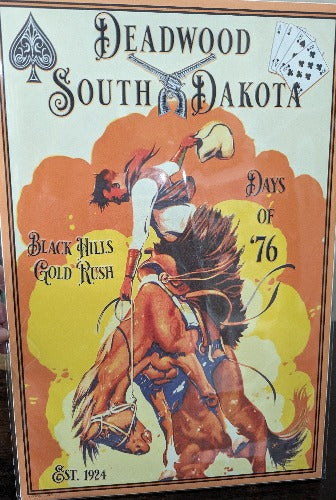 DEADWOOD
SOUTH DAKOTA
DAYS
OF
'76
BLACK HILLS
GOLD RUSH
EST. 1924